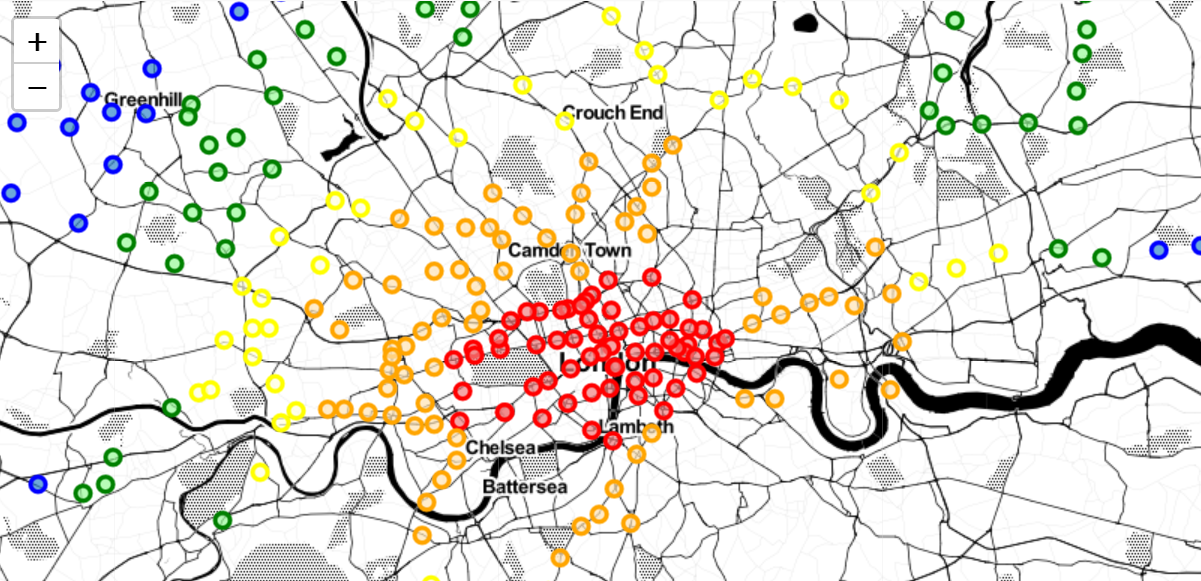 +
−
Greenhill
Crouch End
Camden Town
London
Lambeth
Chelsea
Battersea